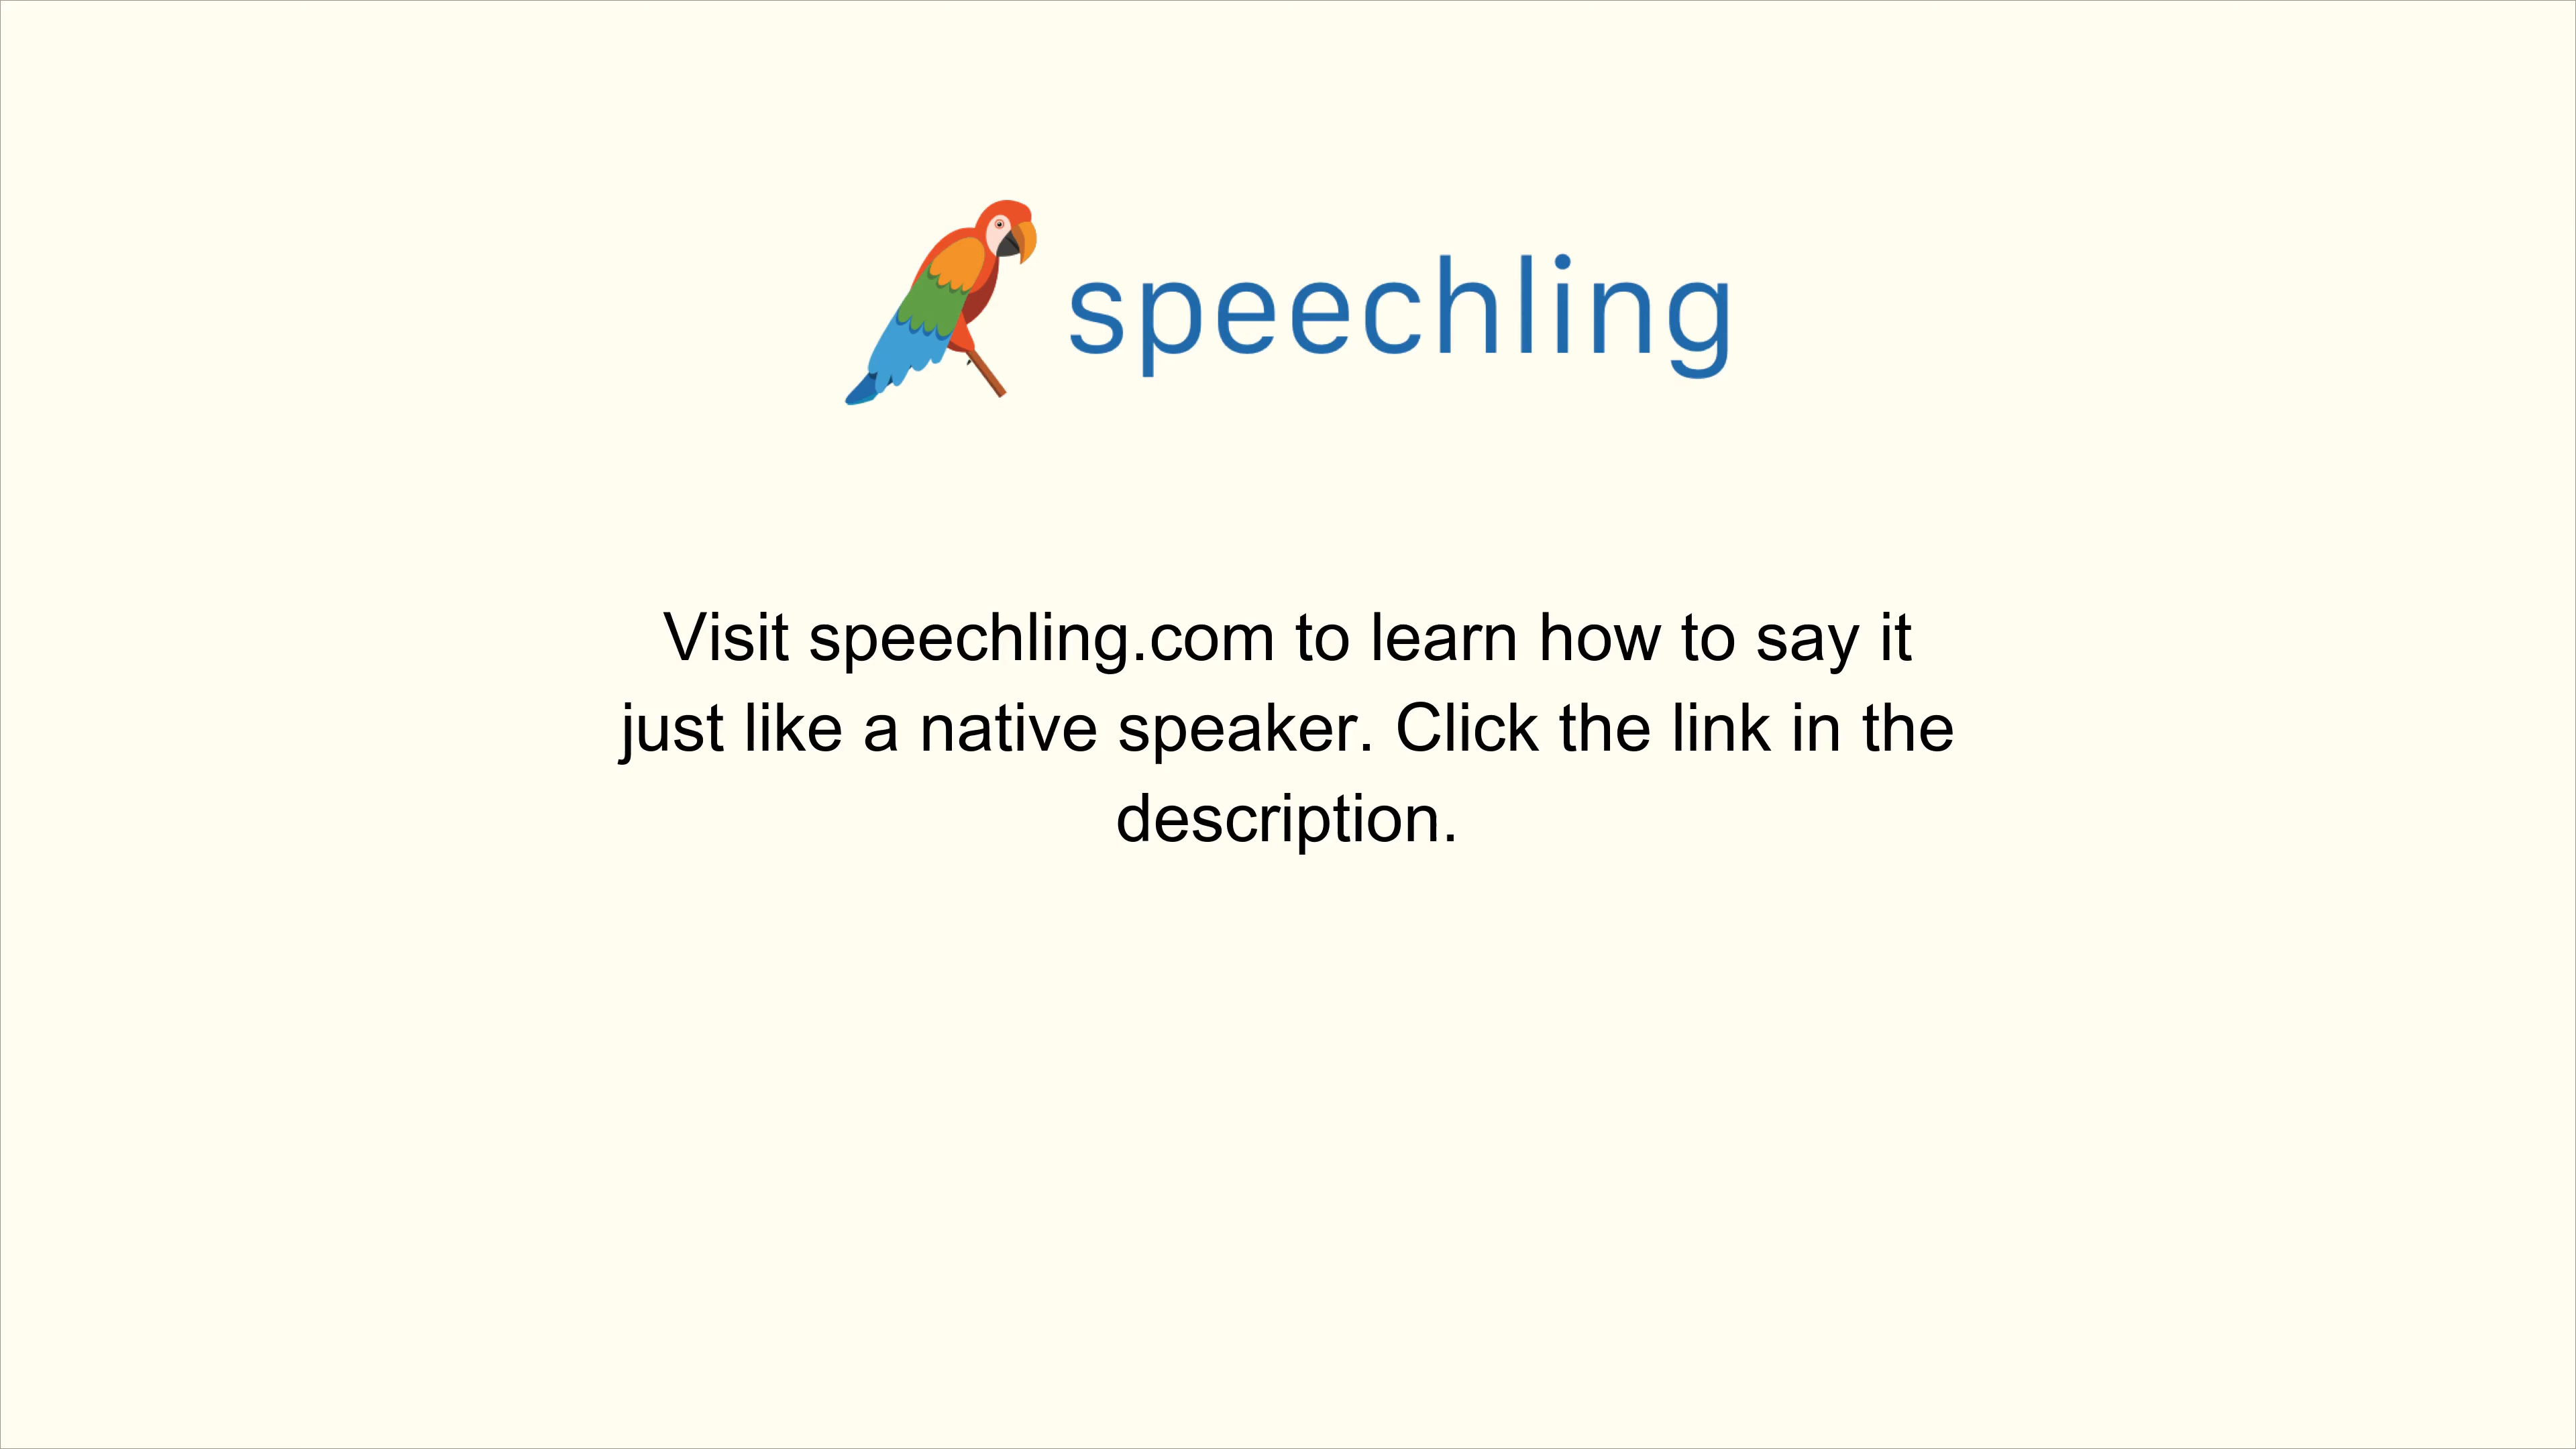 speechling
Visit speechling.com to learn how to say it
just like a native speaker. Click the link in the
description.